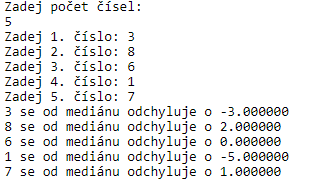 Zadej počet čísel:
5
Zadej 1. číslo: 3
Zadej 2. číslo: 8
Zadej 3. číslo: 6
Zadej 4. číslo: 1
Zadej 5. číslo: 7
3 se od mediánu odchyluje o -3.000000
8 se od mediánu odchyluje o 2.000000
6 se od mediánu odchyluje o 0.000000
1 se od mediánu odchyluje o -5.000000
7 se od mediánu odchyluje o 1.000000